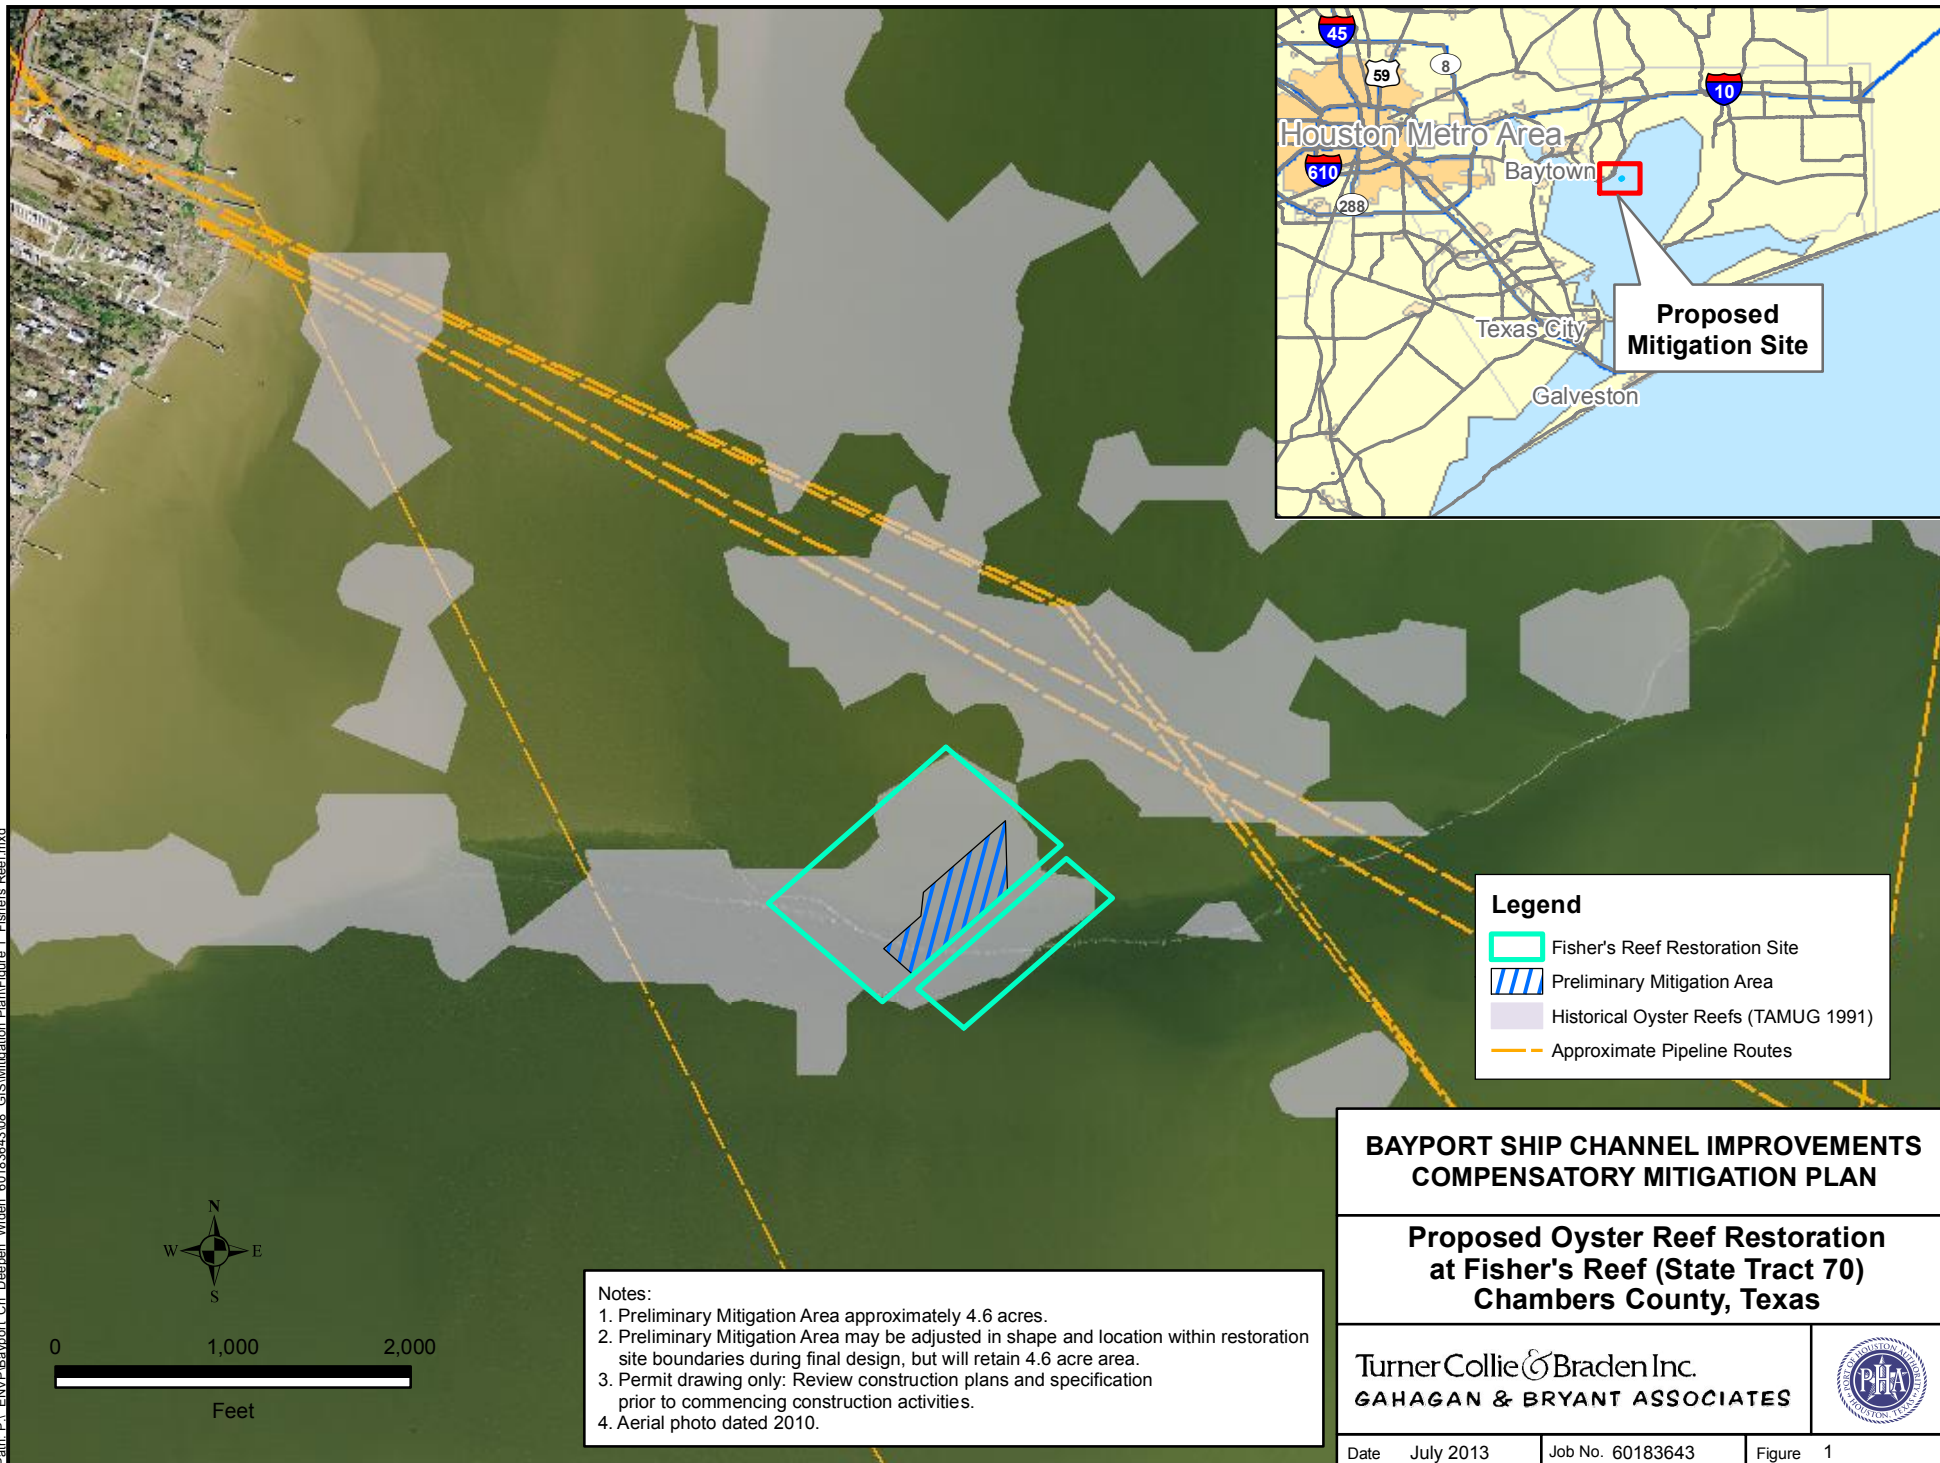 45
59
8
10
Houston Metro Area
610
Baytown
288
Proposed
Mitigation Site
Texas City
Galveston
Legend
Fisher's Reef Restoration Site
Preliminary Mitigation Area
Historical Oyster Reefs (TAMUG 1991)
Approximate Pipeline Routes
N
W E
S
0 1,000 2,000
Feet
Notes:
1. Preliminary Mitigation Area approximately 4.6 acres.
2. Preliminary Mitigation Area may be adjusted in shape and location within restoration
site boundaries during final design, but will retain 4.6 acre area.
3. Permit drawing only: Review construction plans and specification
prior to commencing construction activities.
4. Aerial photo dated 2010.
BAYPORT SHIP CHANNEL IMPROVEMENTS
COMPENSATORY MITIGATION PLAN
Proposed Oyster Reef Restoration
at Fisher's Reef (State Tract 70)
Chambers County, Texas
Turner Collie & Braden Inc.
GAHAGAN & BRYANT ASSOCIATES
PORT OF HOUSTON AUTHORITY
PHA
HOUSTON, TEXAS
Date July 2013
Job No. 60183643
Figure 1